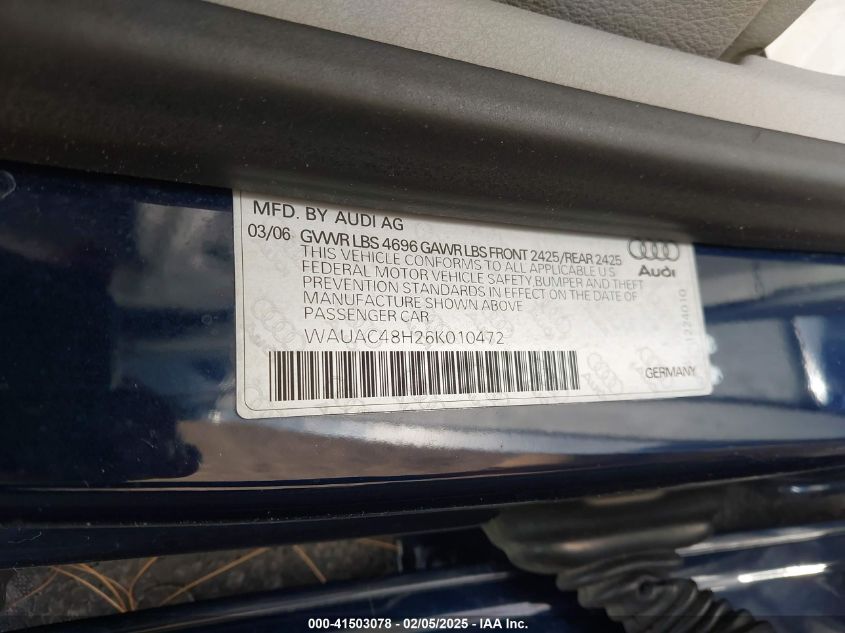 MFD. BY AUDI AG
03/06 GVWR LBS 4696 GAWR LBS FRONT 2425/REAR 2425
THIS VEHICLE CONFORMS TO ALL APPLICABLE U.S.
FEDERAL MOTOR VEHICLE SAFETY,BUMPER AND THEFT
PREVENTION STANDARDS IN EFFECT ON THE DATE OF
MANUFACTURE SHOWN ABOVE
PASSENGER CAR
WAUAC48H26K010472
Audi
1224010
GERMANY
000-41503078 - 02/05/2025 - IAA Inc.